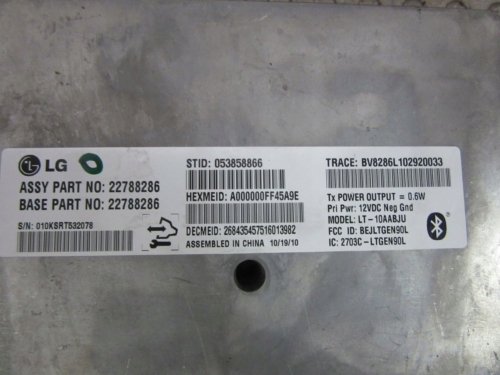 LG
ASSY PART NO: 22788286
BASE PART NO: 22788286
S/N: 010KSRT532078
STID: 053858866
HEXMEID: A000000FF45A9E
DECMEID: 268435457516013982
ASSEMBLED IN CHINA 10/19/10
TRACE: BV8286L102920033
Tx POWER OUTPUT = 0.6W
Pri Pwr: 12VDC Neg Gnd
MODEL: LT-10AABJU
FCC ID: BEJLTGEN90L
IC: 2703C-LTGEN90L